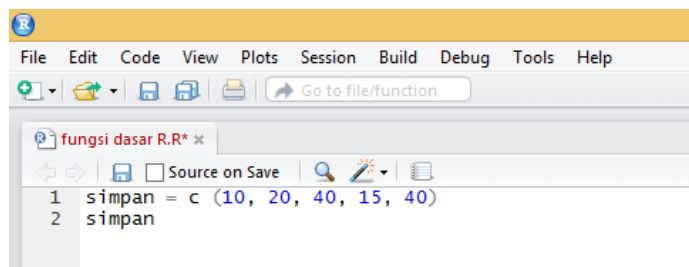 R
File Edit Code View Plots Session Build Debug Tools Help
Go to file/function
fungsi dasar R.R*
Source on Save
1 simpan = c (10, 20, 40, 15, 40)
2 simpan